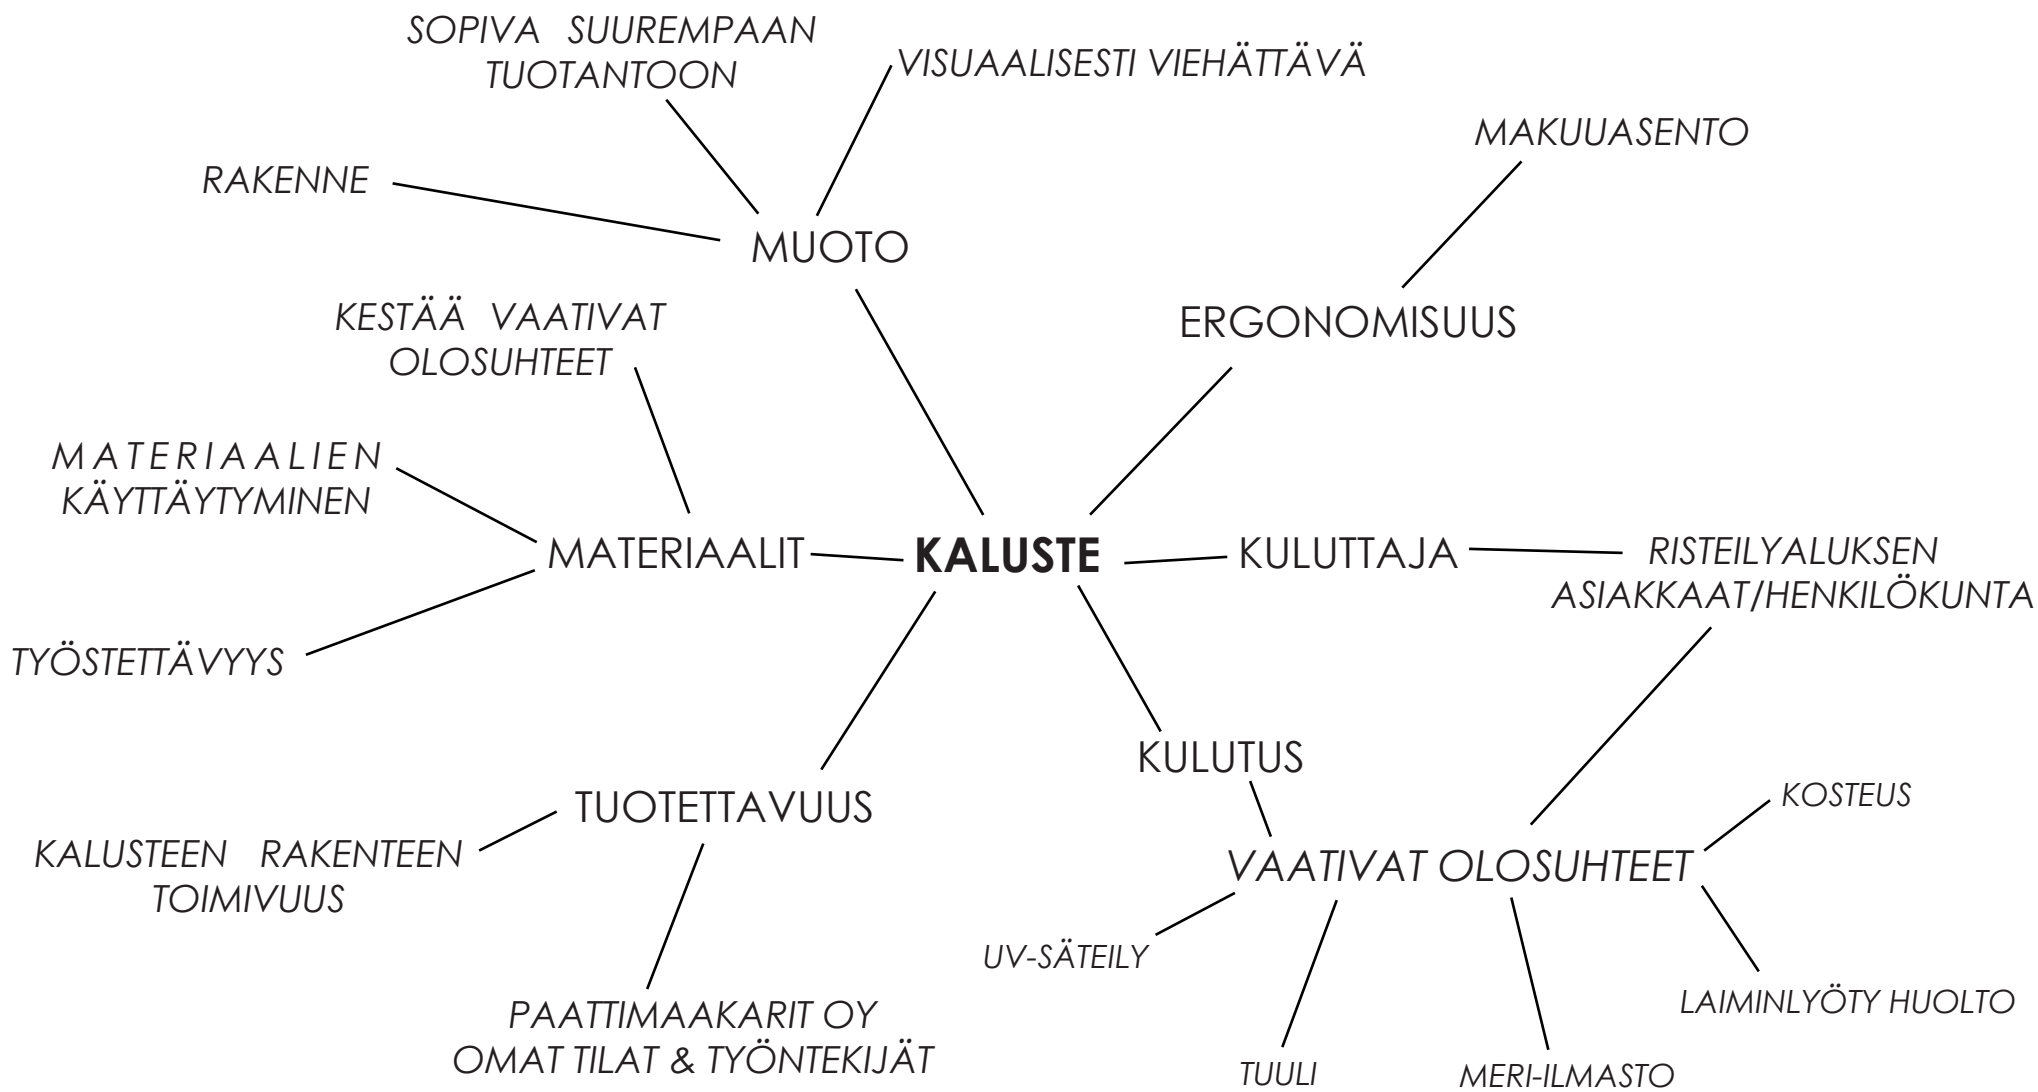 SOPIVA SUUREMPAAN
TUOTANTOON
VISUAALISESTI VIEHÄTTÄVÄ
MAKUUASENTO
RAKENNE
MUOTO
KESTÄÄ VAATIVAT
OLOSUHTEET
ERGONOMISUUS
MATERIAALIEN
KÄYTTÄYTYMINEN
MATERIAALIT
KALUSTE
KULUTTAJA
RISTEILYALUKSEN
ASIAKKAAT/HENKILÖKUNTA
TYÖSTETTÄVYYS
KULUTUS
TUOTETTAVUUS
KOSTEUS
KALUSTEEN RAKENTEEN
TOIMIVUUS
VAATIVAT OLOSUHTEET
UV-SÄTEILY
LAIMINLYÖTY HUOLTO
PAATTIMAAKARIT OY
OMAT TILAT & TYÖNTEKIJÄT
TUULI
MERI-ILMASTO